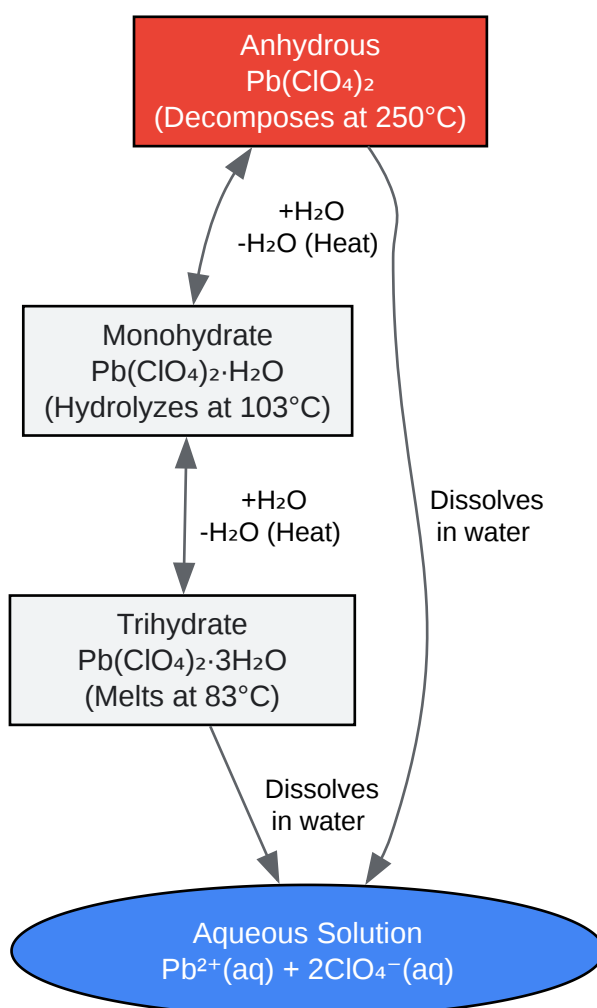 Anhydrous
Pb(ClO₄)₂
(Decomposes at 250°C)
+H₂O
-H₂O (Heat)
Monohydrate
Pb(ClO₄)₂·H₂O
(Hydrolyzes at 103°C)
+H₂O
-H₂O (Heat)
Dissolves
in water
Trihydrate
Pb(ClO₄)₂·3H₂O
(Melts at 83°C)
Dissolves
in water
Aqueous Solution
Pb²⁺(aq) + 2ClO₄⁻(aq)